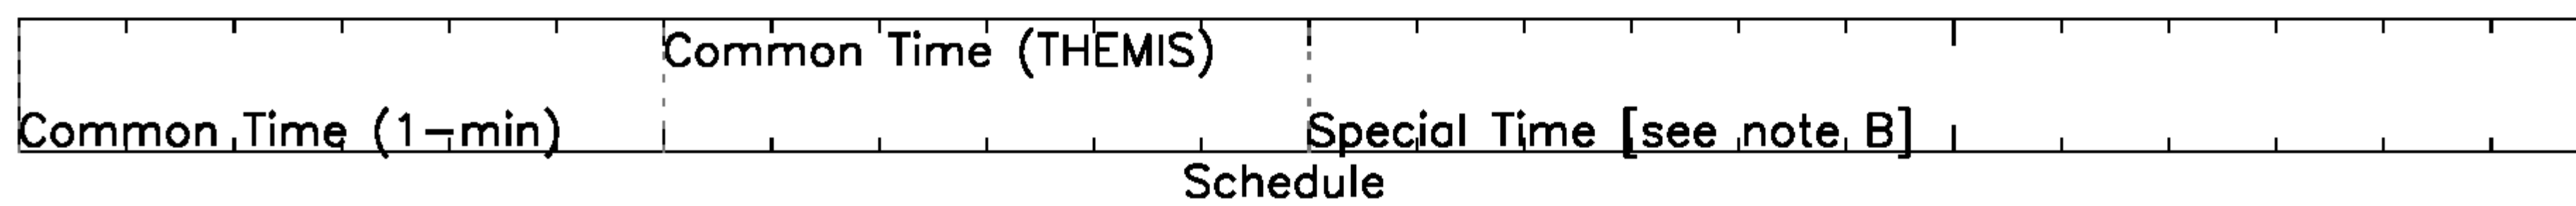 Common Time (THEMIS)
Common Time (1-min)
Special Time [see note B]
Schedule